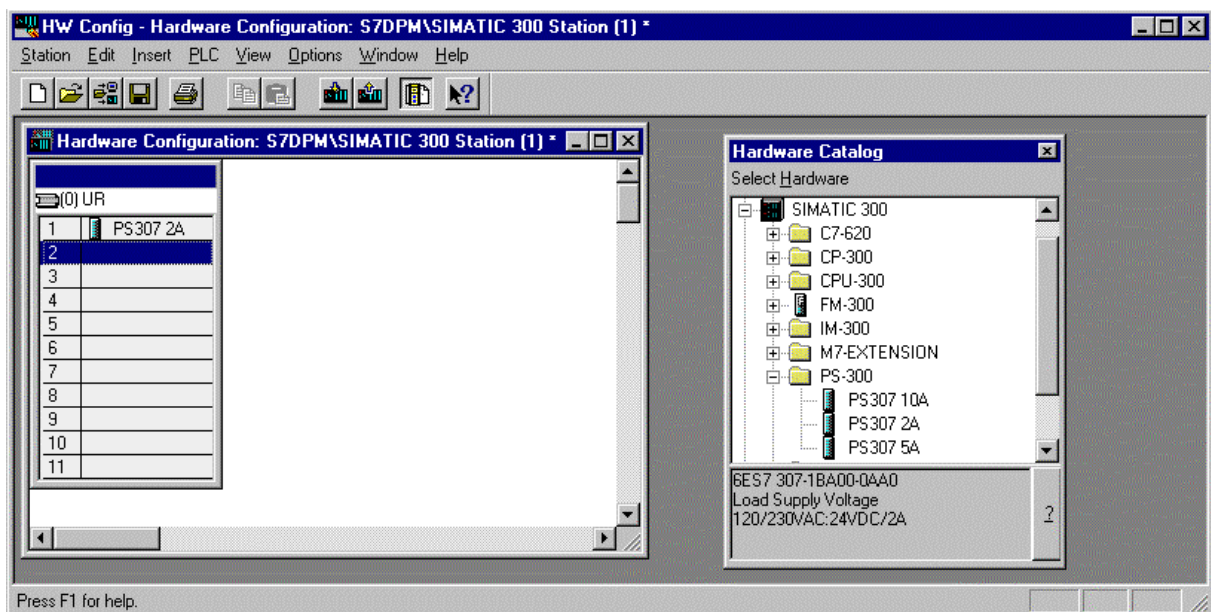 HW Config - Hardware Configuration: S7DPM\SIMATIC 300 Station (1) *
Station Edit Insert PLC View Options Window Help
Hardware Configuration: S7DPM\SIMATIC 300 Station (1) *
(0) UR
1 PS307 2A
2
3
4
5
6
7
8
9
10
11
Hardware Catalog
Select Hardware
SIMATIC 300
C7-620
CP-300
CPU-300
FM-300
IM-300
M7-EXTENSION
PS-300
PS307 10A
PS307 2A
PS307 5A
6ES7 307-1BA00-0AA0
Load Supply Voltage
120/230VAC:24VDC/2A
?
Press F1 for help.